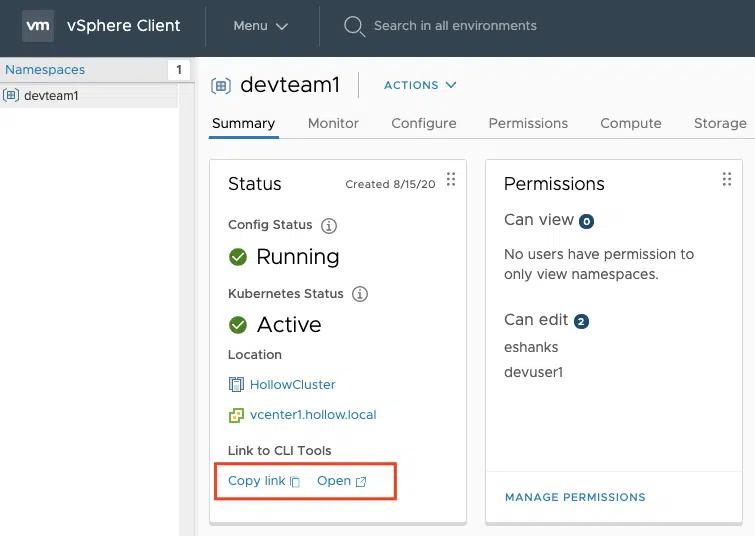 vm vSphere Client Menu Search in all environments
Namespaces 1
devteam1
devteam1 ACTIONS
Summary Monitor Configure Permissions Compute Storage
Status Created 8/15/20
Config Status
Running
Kubernetes Status
Active
Location
HollowCluster
vcenter1.hollow.local
Link to CLI Tools
Copy link Open
Permissions
Can view 0
No users have permission to
only view namespaces.
Can edit 2
eshanks
devuser1
MANAGE PERMISSIONS